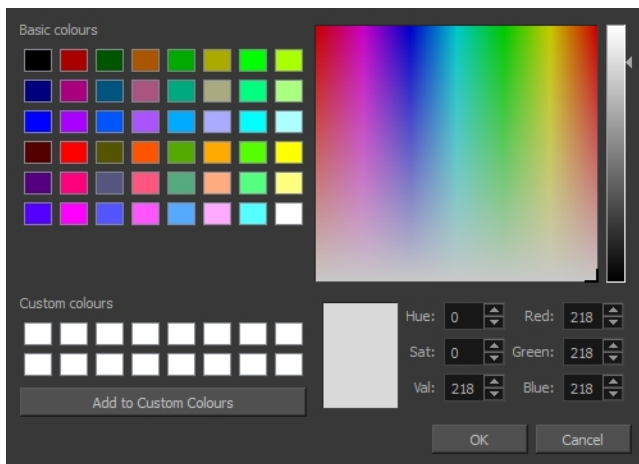 Basic colours
Custom colours
Add to Custom Colours
Hue: 0 Red: 218
Sat: 0 Green: 218
Val: 218 Blue: 218
OK Cancel